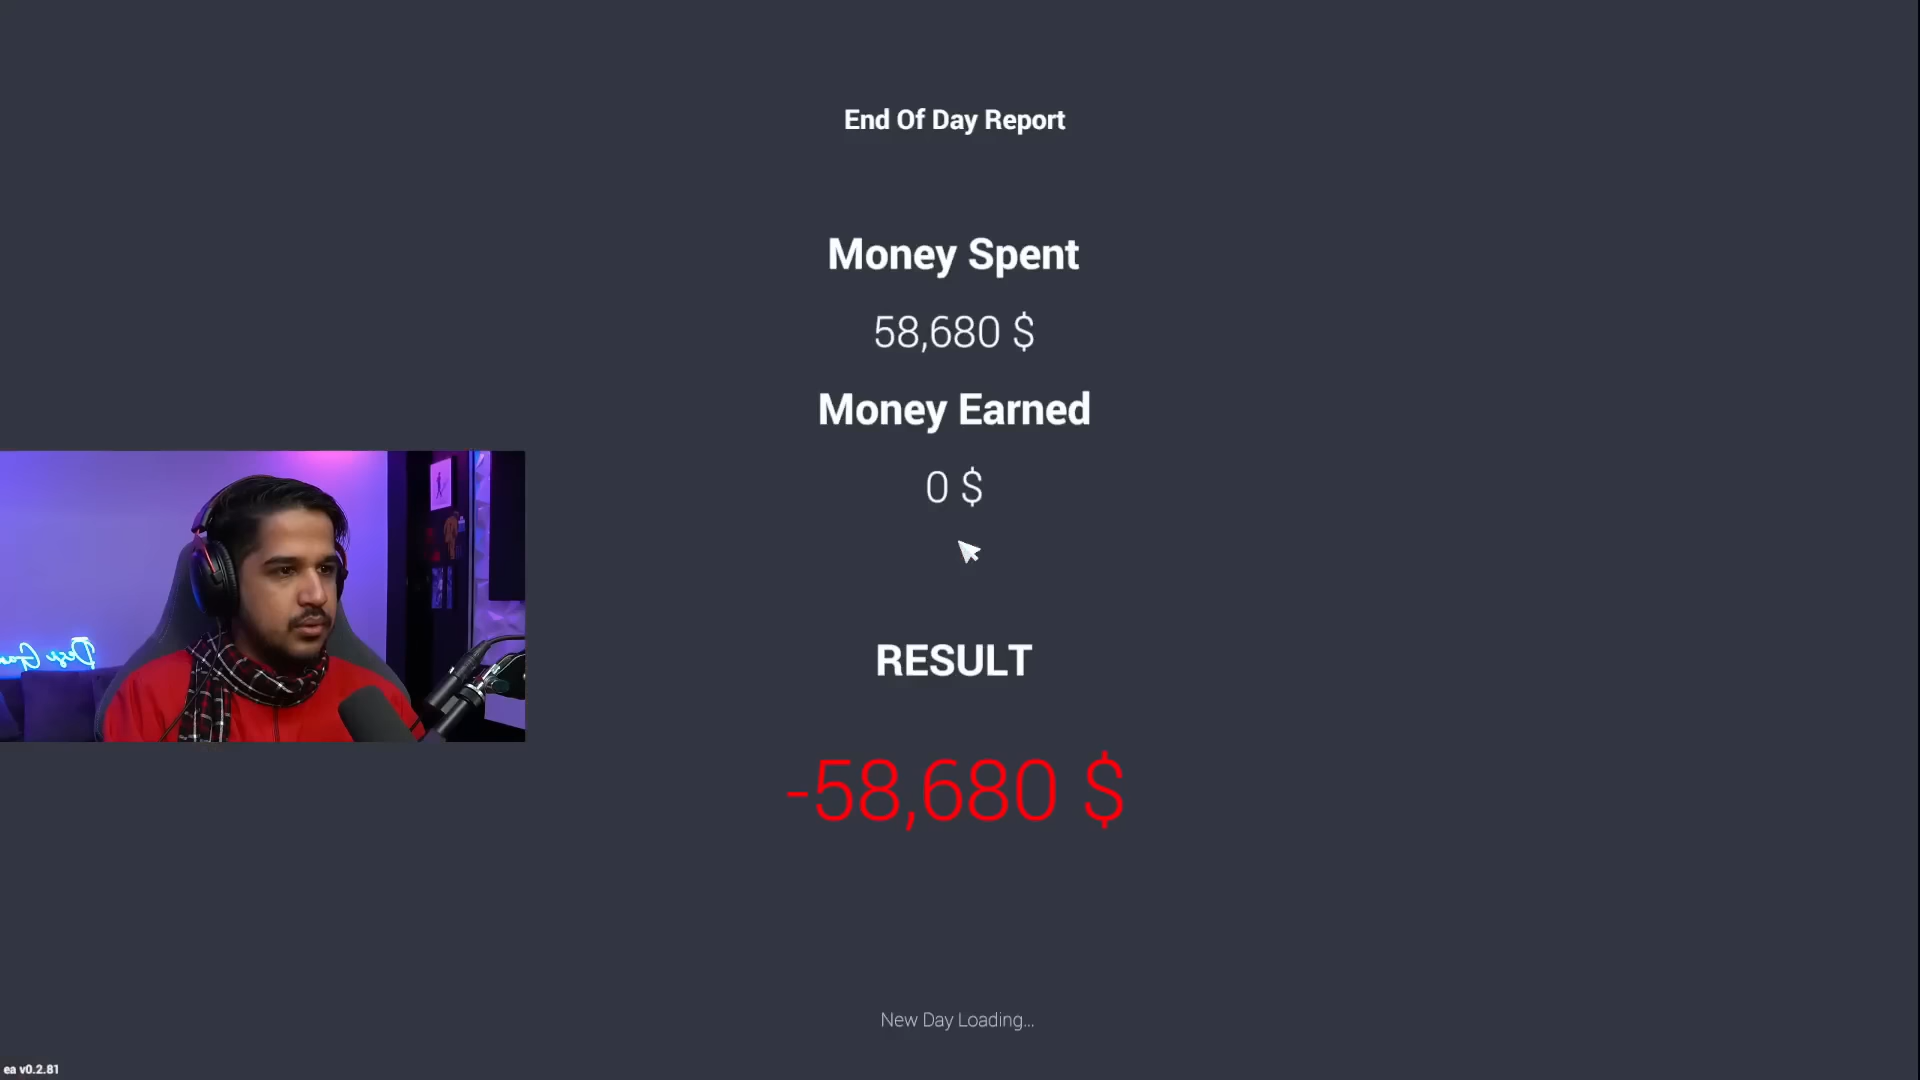 End Of Day Report
Money Spent
58,680 $
Money Earned
0 $
RESULT
-58,680 $
New Day Loading...
ea v0.2.81